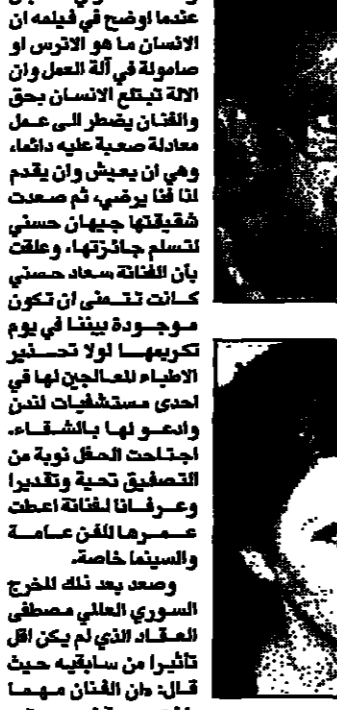 عندما اوضح في فيلمه ان
الانسان ما هو الاترس او
صامولة في آلة العمل وان
الالة تبتلع الانسان بحق
والفنان يضطر الى عمل
معادلة صعبة عليه دائما،
وهي ان يعيش وان يقدم
لنا فنا يرضي، ثم صعدت
شقيقتها جيهان حسني
لتسلم جائزتها، وعلقت
بأن الفنانة سعاد حسني
كانت تتمنى ان تكون
موجودة بيننا في يوم
تكريمها لولا تحذير
الاطباء المعالجين لها في
احدى مستشفيات لندن
وادعو لها بالشفاء.
اجتاحت الحفل نوبة من
التصفيق تحية وتقديرا
وعرفانا لفنانة اعطت
عمرها للفن عامة
والسينما خاصة.
وصعد بعد ذلك المخرج
السوري العالمي مصطفى
العقاد الذي لم يكن اقل
تأثيرا من سابقيه حيث
قال: «ان الفنان مهما